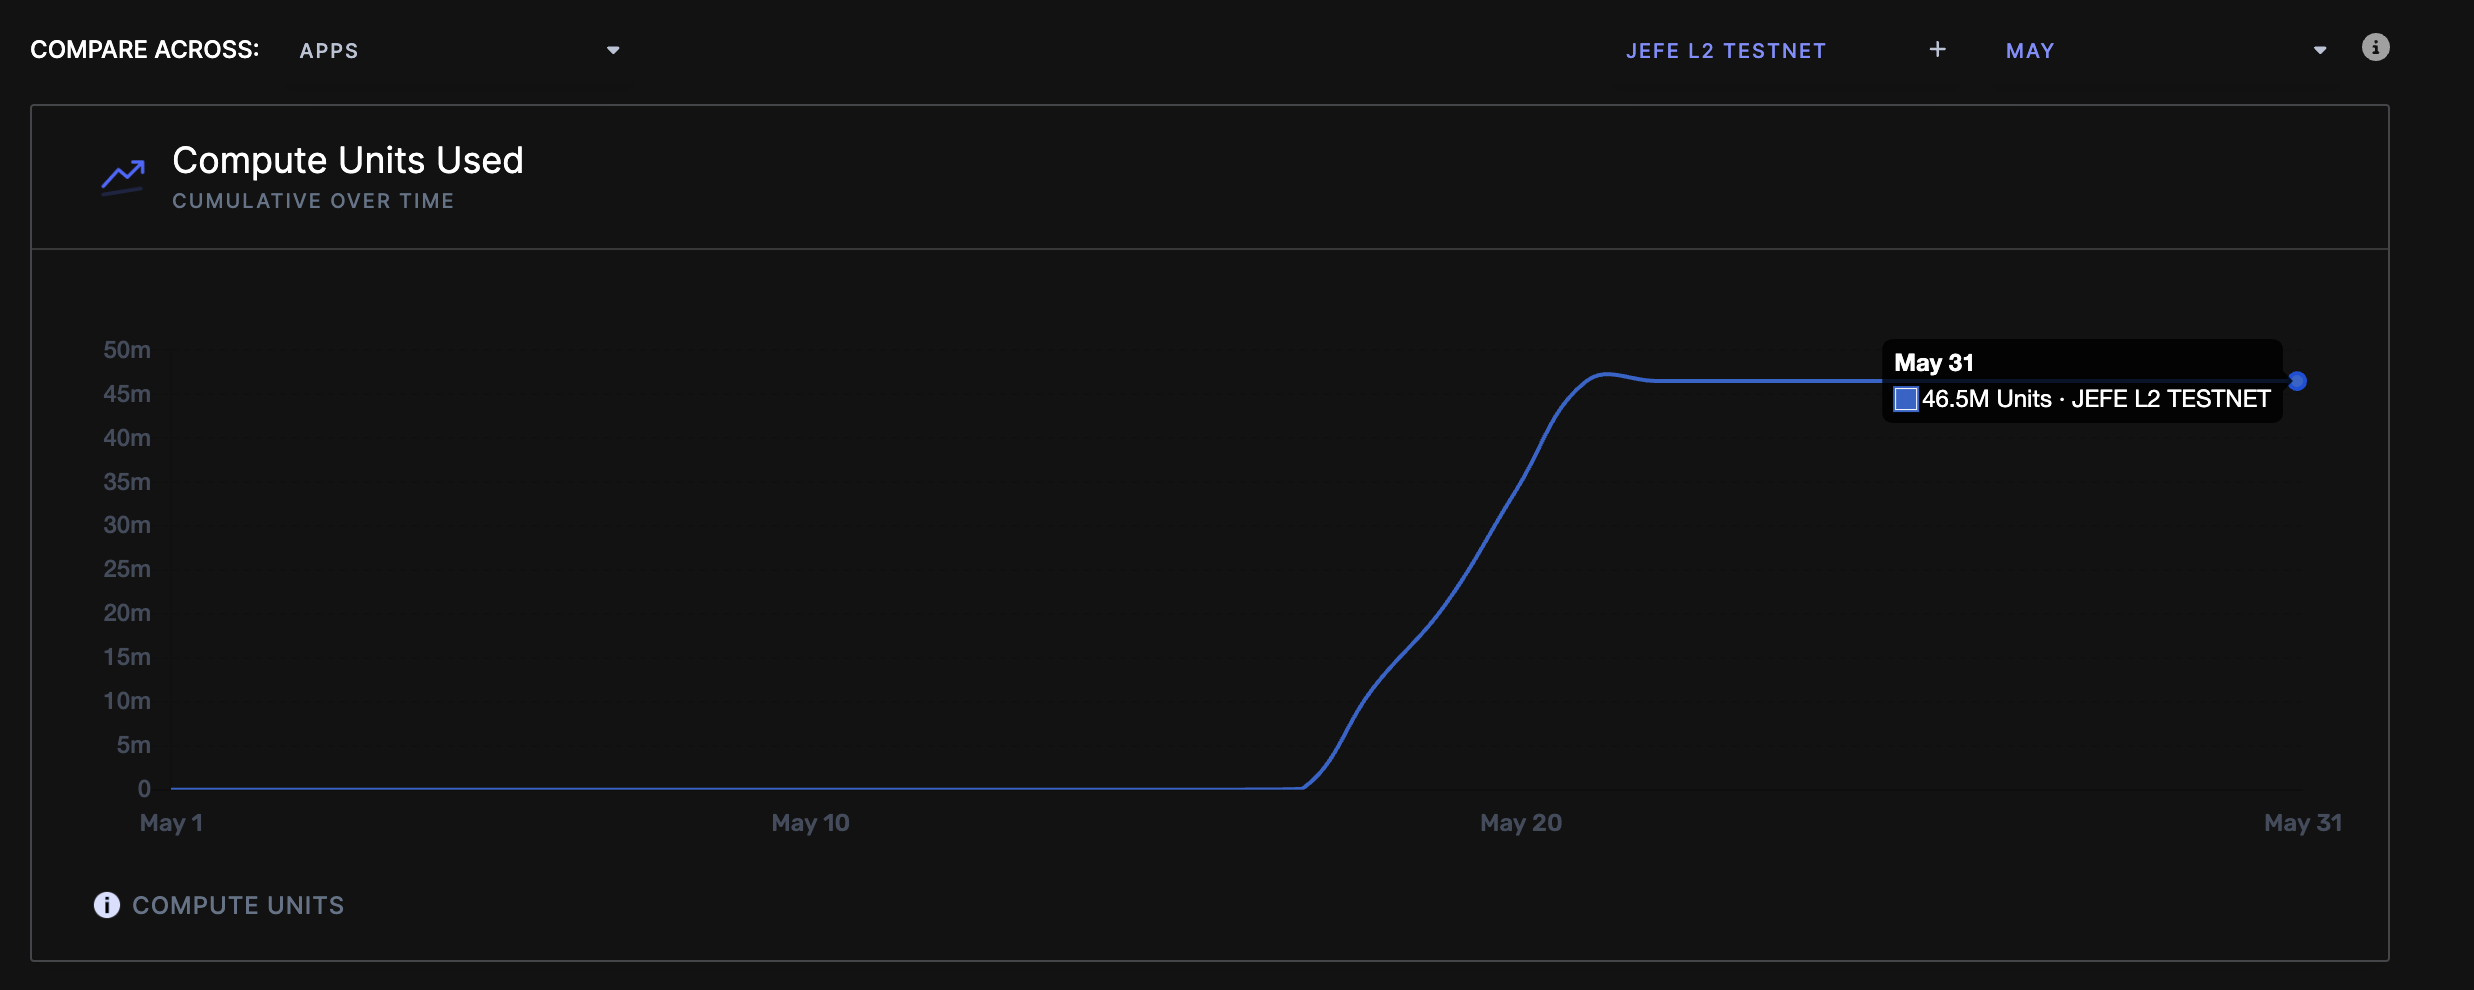 COMPARE ACROSS: APPS JEFE L2 TESTNET + MAY
Compute Units Used
CUMULATIVE OVER TIME
50m
45m
40m
35m
30m
25m
20m
15m
10m
5m
0
May 31
46.5M Units · JEFE L2 TESTNET
May 1 May 10 May 20 May 31
COMPUTE UNITS